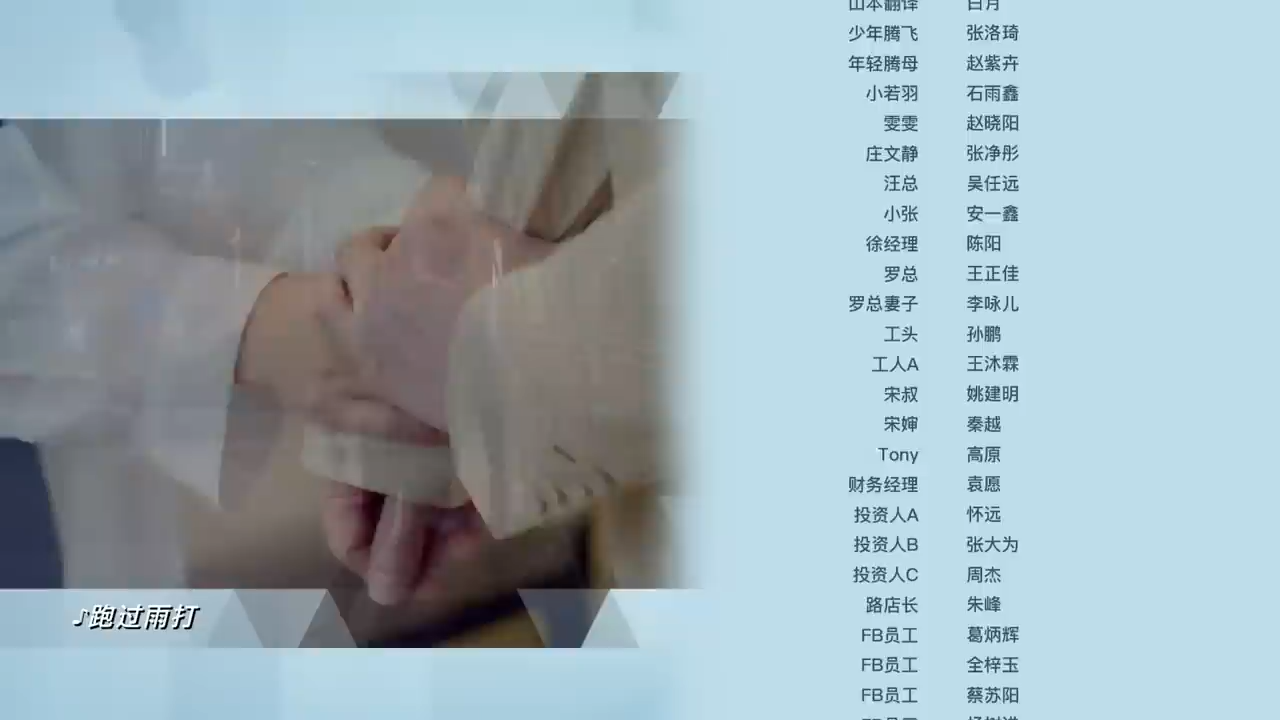 山本翻译 白月
少年腾飞 张洛琦
年轻腾母 赵紫卉
小若羽 石雨鑫
雯雯 赵晓阳
庄文静 张净彤
汪总 吴任远
小张 安一鑫
徐经理 陈阳
罗总 王正佳
罗总妻子 李咏儿
工头 孙鹏
工人A 王沐霖
宋叔 姚建明
宋婶 秦越
Tony 高原
财务经理 袁愿
投资人A 怀远
投资人B 张大为
投资人C 周杰
路店长 朱峰
FB员工 葛炳辉
FB员工 全梓玉
FB员工 蔡苏阳
♪跑过雨打